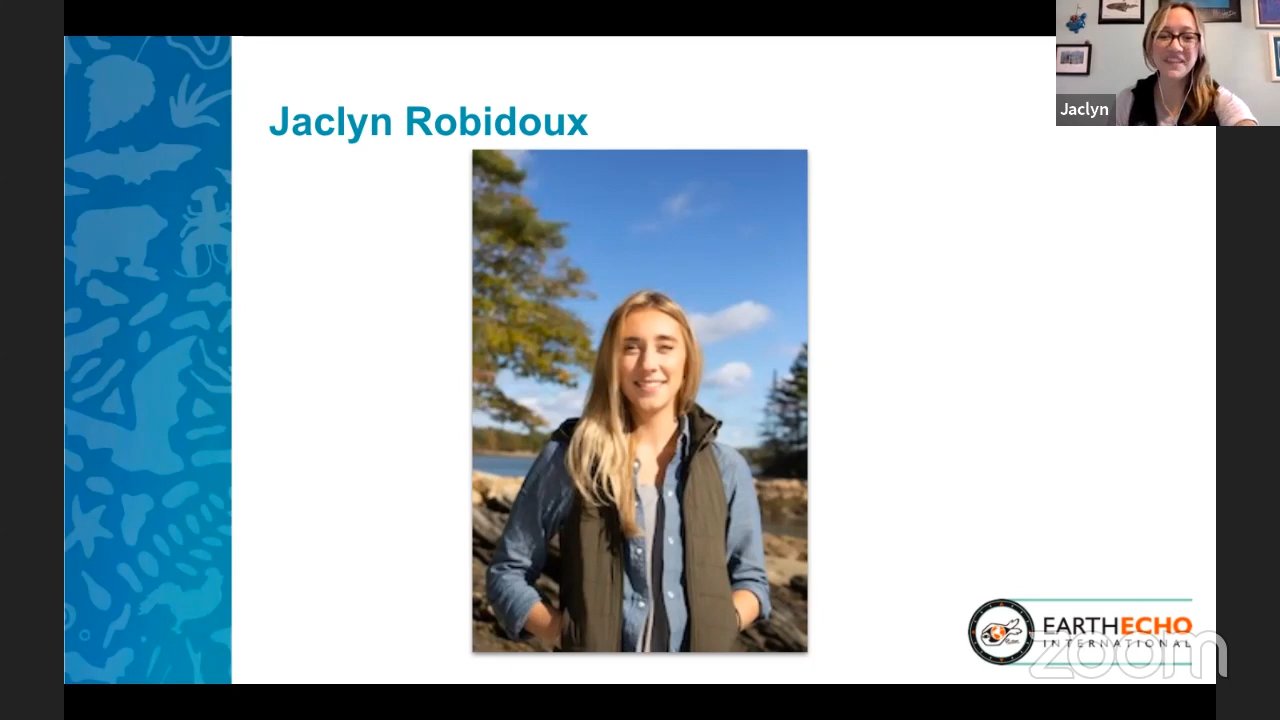 Jaclyn
Jaclyn Robidoux
EARTHECHO
INTERNATIONAL
zoom